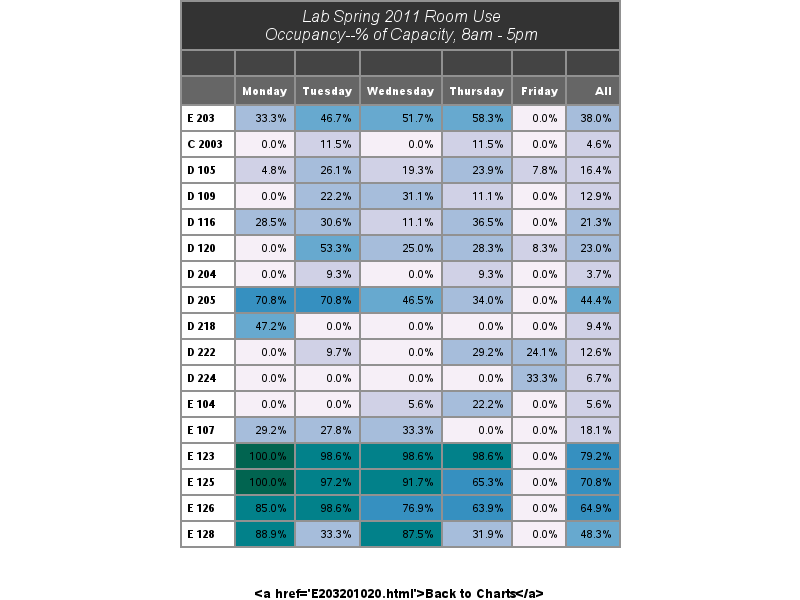 Lab Spring 2011 Room Use
Occupancy--% of Capacity, 8am - 5pm
Monday Tuesday Wednesday Thursday Friday All
E 203 33.3% 46.7% 51.7% 58.3% 0.0% 38.0%
C 2003 0.0% 11.5% 0.0% 11.5% 0.0% 4.6%
D 105 4.8% 26.1% 19.3% 23.9% 7.8% 16.4%
D 109 0.0% 22.2% 31.1% 11.1% 0.0% 12.9%
D 116 28.5% 30.6% 11.1% 36.5% 0.0% 21.3%
D 120 0.0% 53.3% 25.0% 28.3% 8.3% 23.0%
D 204 0.0% 9.3% 0.0% 9.3% 0.0% 3.7%
D 205 70.8% 70.8% 46.5% 34.0% 0.0% 44.4%
D 218 47.2% 0.0% 0.0% 0.0% 0.0% 9.4%
D 222 0.0% 9.7% 0.0% 29.2% 24.1% 12.6%
D 224 0.0% 0.0% 0.0% 0.0% 33.3% 6.7%
E 104 0.0% 0.0% 5.6% 22.2% 0.0% 5.6%
E 107 29.2% 27.8% 33.3% 0.0% 0.0% 18.1%
E 123 100.0% 98.6% 98.6% 98.6% 0.0% 79.2%
E 125 100.0% 97.2% 91.7% 65.3% 0.0% 70.8%
E 126 85.0% 98.6% 76.9% 63.9% 0.0% 64.9%
E 128 88.9% 33.3% 87.5% 31.9% 0.0% 48.3%
<a href='E203201020.html'>Back to Charts</a>